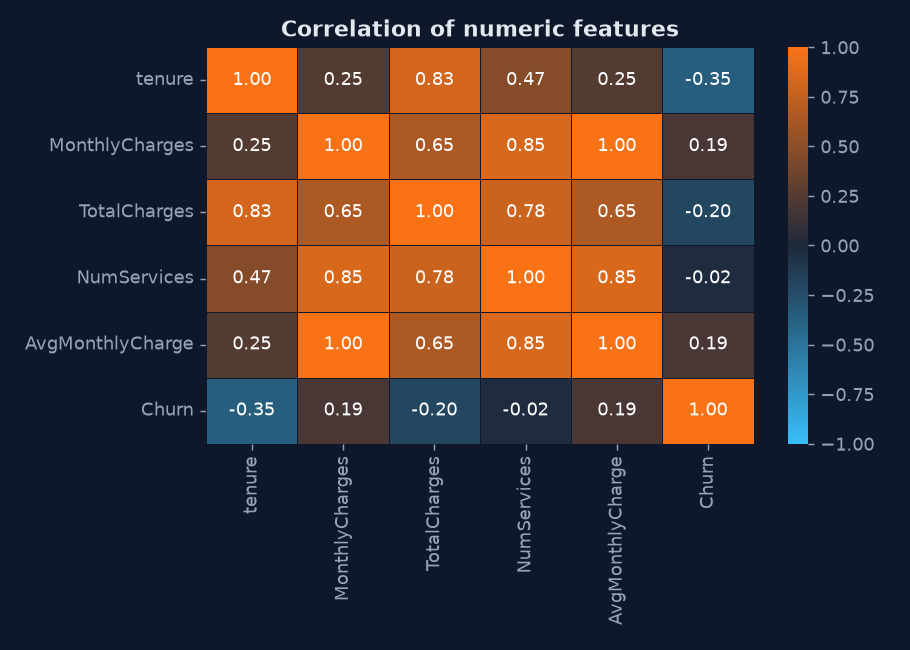 Correlation of numeric features
tenure 1.00 0.25 0.83 0.47 0.25 -0.35
MonthlyCharges 0.25 1.00 0.65 0.85 1.00 0.19
TotalCharges 0.83 0.65 1.00 0.78 0.65 -0.20
NumServices 0.47 0.85 0.78 1.00 0.85 -0.02
AvgMonthlyCharge 0.25 1.00 0.65 0.85 1.00 0.19
Churn -0.35 0.19 -0.20 -0.02 0.19 1.00
tenure
MonthlyCharges
TotalCharges
NumServices
AvgMonthlyCharge
Churn
1.00
0.75
0.50
0.25
0.00
−0.25
−0.50
−0.75
−1.00